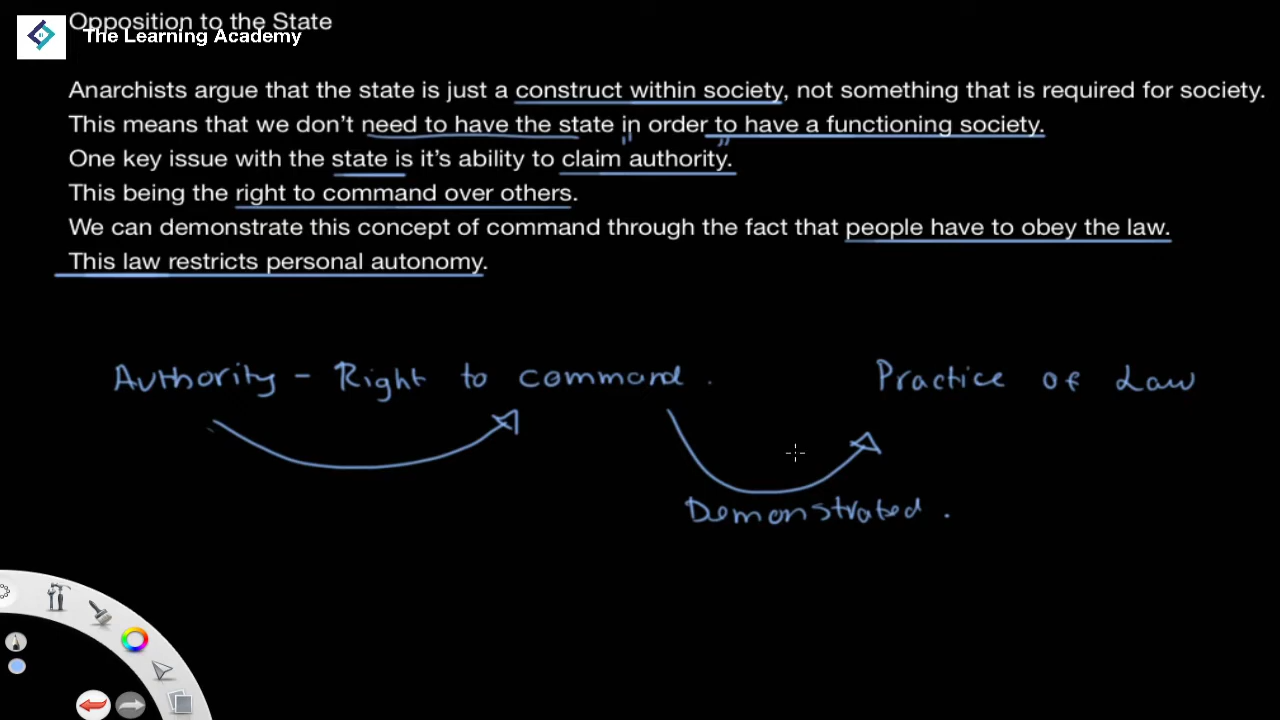 Opposition to the State
The Learning Academy
Anarchists argue that the state is just a construct within society, not something that is required for society.
This means that we don't need to have the state in order to have a functioning society.
One key issue with the state is it's ability to claim authority.
This being the right to command over others.
We can demonstrate this concept of command through the fact that people have to obey the law.
This law restricts personal autonomy.
Authority - Right to command. Practice of Law
Demonstrated.